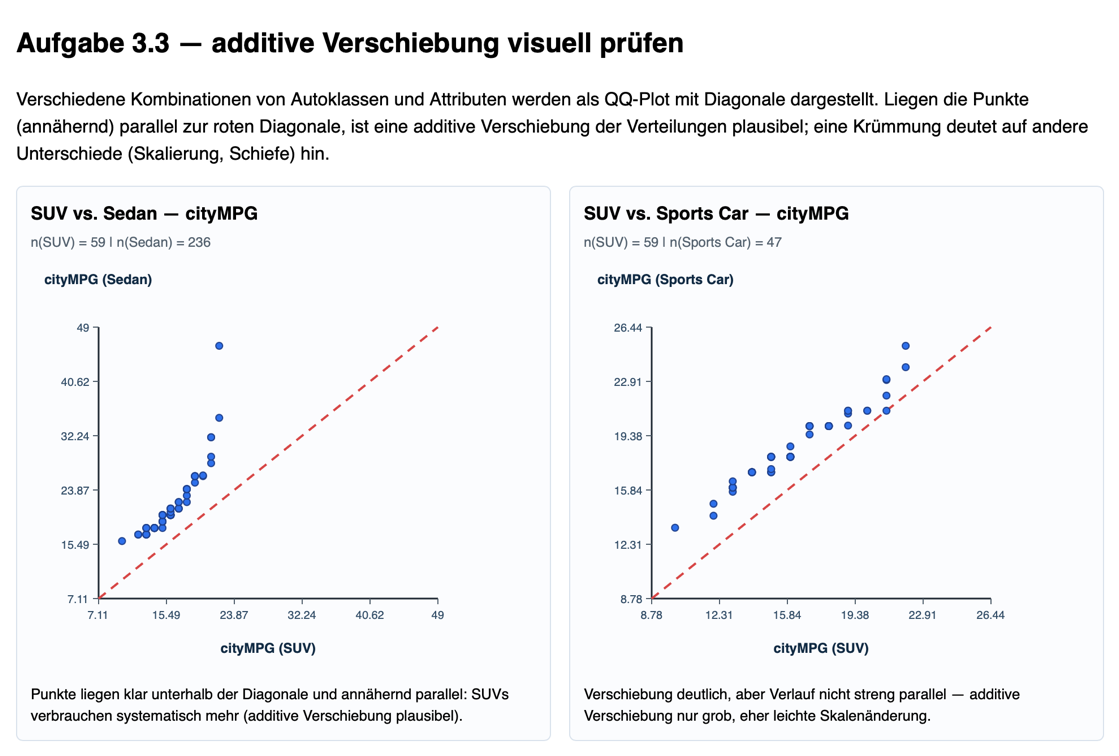 Aufgabe 3.3 — additive Verschiebung visuell prüfen
Verschiedene Kombinationen von Autoklassen und Attributen werden als QQ-Plot mit Diagonale dargestellt. Liegen die Punkte
(annähernd) parallel zur roten Diagonale, ist eine additive Verschiebung der Verteilungen plausibel; eine Krümmung deutet auf andere
Unterschiede (Skalierung, Schiefe) hin.
SUV vs. Sedan — cityMPG
n(SUV) = 59 | n(Sedan) = 236
cityMPG (Sedan)
49
40.62
32.24
23.87
15.49
7.11
7.11 15.49 23.87 32.24 40.62 49
cityMPG (SUV)
Punkte liegen klar unterhalb der Diagonale und annähernd parallel: SUVs
verbrauchen systematisch mehr (additive Verschiebung plausibel).
SUV vs. Sports Car — cityMPG
n(SUV) = 59 | n(Sports Car) = 47
cityMPG (Sports Car)
26.44
22.91
19.38
15.84
12.31
8.78
8.78 12.31 15.84 19.38 22.91 26.44
cityMPG (SUV)
Verschiebung deutlich, aber Verlauf nicht streng parallel — additive
Verschiebung nur grob, eher leichte Skalenänderung.